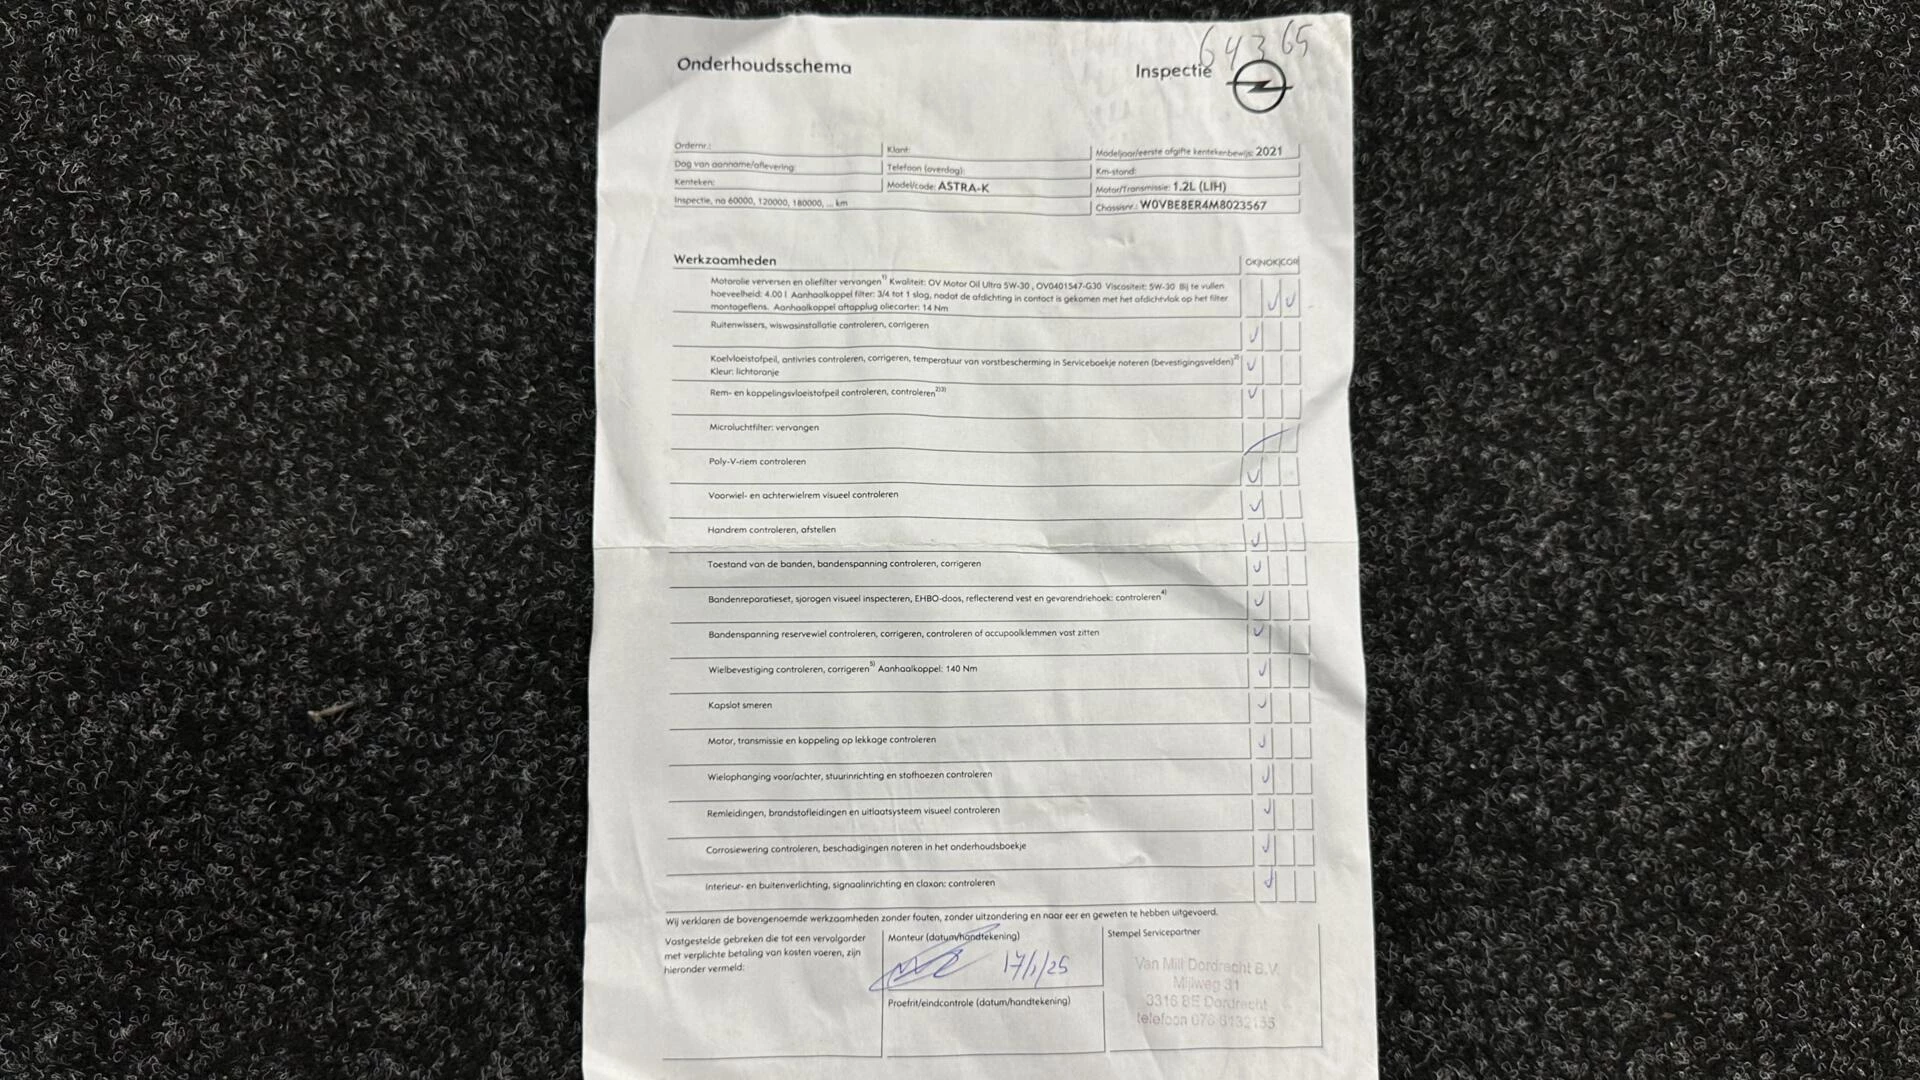 64365
Onderhoudsschema
Inspectie
Ordernr.:
Klant:
Modeljaar/eerste afgifte kentekenbewijs: 2021
Dag van aanname/aflevering:
Telefoon (overdag):
Km-stand:
Kenteken:
Model/code: ASTRA-K
Motor/Transmissie: 1.2L (LIH)
Inspectie, na 60000, 120000, 180000, ... km
Chassisnr.: W0VBE8ER4M8023567
Werkzaamheden
OK|NOK|COR
Motorolie verversen en oliefilter vervangen1) Kwaliteit: OV Motor Oil Ultra 5W-30 , OV0401547-G30 Viscositeit: 5W-30 Bij te vullen
hoeveelheid: 4.00 l Aanhaalkoppel filter: 3/4 tot 1 slag, nadat de afdichting in contact is gekomen met het afdichtvlak op het filter
montageflens. Aanhaalkoppel aftapplug oliecarter: 14 Nm
Ruitenwissers, wiswasinstallatie controleren, corrigeren
Koelvloeistofpeil, antivries controleren, corrigeren, temperatuur van vorstbescherming in Serviceboekje noteren (bevestigingsvelden)2)
Kleur: lichtoranje
Rem- en koppelingsvloeistofpeil controleren, controleren2)3)
Microluchtfilter: vervangen
Poly-V-riem controleren
Voorwiel- en achterwielrem visueel controleren
Handrem controleren, afstellen
Toestand van de banden, bandenspanning controleren, corrigeren
Bandenreparatieset, sjorogen visueel inspecteren, EHBO-doos, reflecterend vest en gevarendriehoek: controleren4)
Bandenspanning reservewiel controleren, corrigeren, controleren of accupoolklemmen vast zitten
Wielbevestiging controleren, corrigeren5) Aanhaalkoppel: 140 Nm
Kapslot smeren
Motor, transmissie en koppeling op lekkage controleren
Wielophanging voor/achter, stuurinrichting en stofhoezen controleren
Remleidingen, brandstofleidingen en uitlaatsysteem visueel controleren
Corrosiewering controleren, beschadigingen noteren in het onderhoudsboekje
Interieur- en buitenverlichting, signaalinrichting en claxon: controleren
Wij verklaren de bovengenoemde werkzaamheden zonder fouten, zonder uitzondering en naar eer en geweten te hebben uitgevoerd.
Vastgestelde gebreken die tot een vervolgorder
met verplichte betaling van kosten voeren, zijn
hieronder vermeld:
Monteur (datum/handtekening)
17/1/25
Proefrit/eindcontrole (datum/handtekening)
Stempel Servicepartner
Van Mill Dordrecht B.V.
Mijlweg 31
3316 BE Dordrecht
telefoon 078 6132155